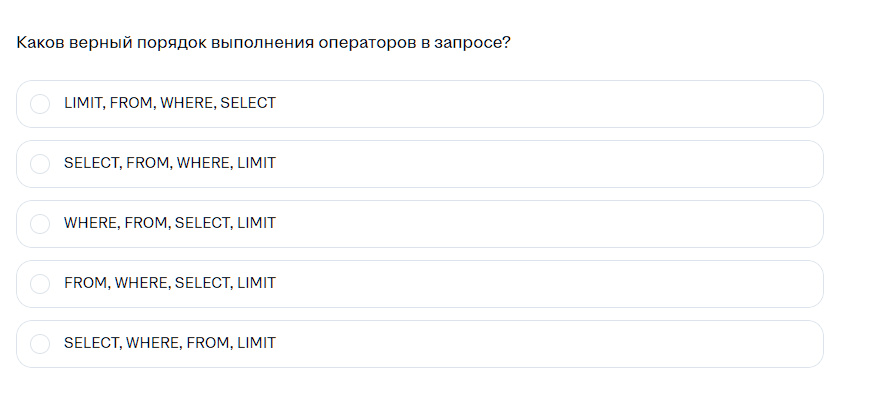 Каков верный порядок выполнения операторов в запросе?
LIMIT, FROM, WHERE, SELECT
SELECT, FROM, WHERE, LIMIT
WHERE, FROM, SELECT, LIMIT
FROM, WHERE, SELECT, LIMIT
SELECT, WHERE, FROM, LIMIT